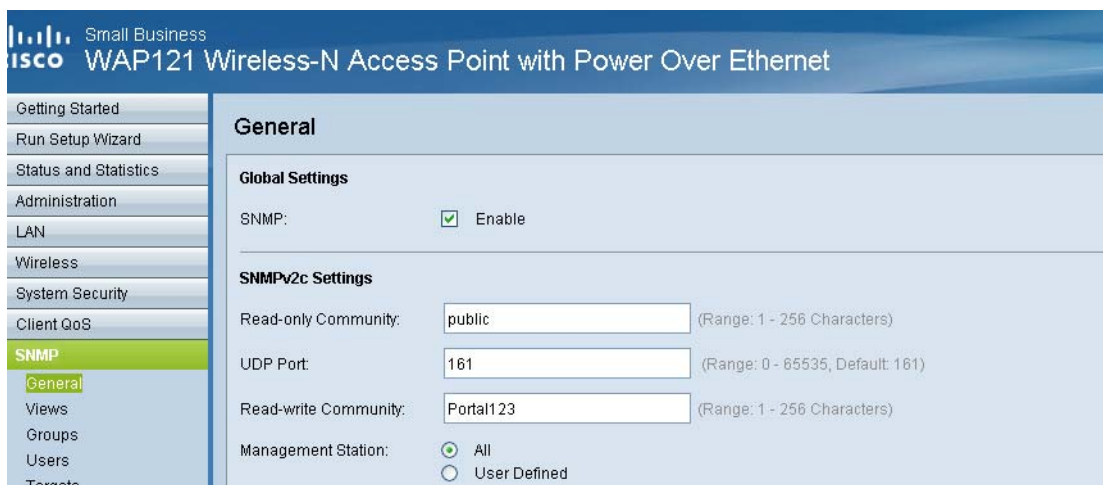 Small Business
CISCO WAP121 Wireless-N Access Point with Power Over Ethernet
Getting Started
Run Setup Wizard
Status and Statistics
Administration
LAN
Wireless
System Security
Client QoS
SNMP
General
Views
Groups
Users
Targets
General
Global Settings
SNMP: Enable
SNMPv2c Settings
Read-only Community: public (Range: 1 - 256 Characters)
UDP Port: 161 (Range: 0 - 65535, Default: 161)
Read-write Community: Portal123 (Range: 1 - 256 Characters)
Management Station: All
User Defined